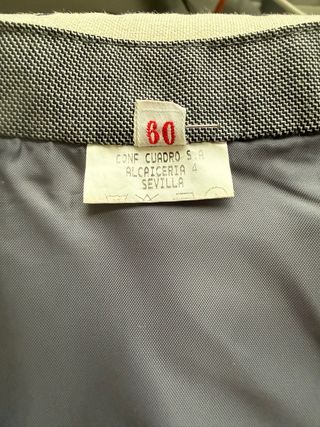 60
CONF CUADRO S.A
ALCAICERIA 4
SEVILLA